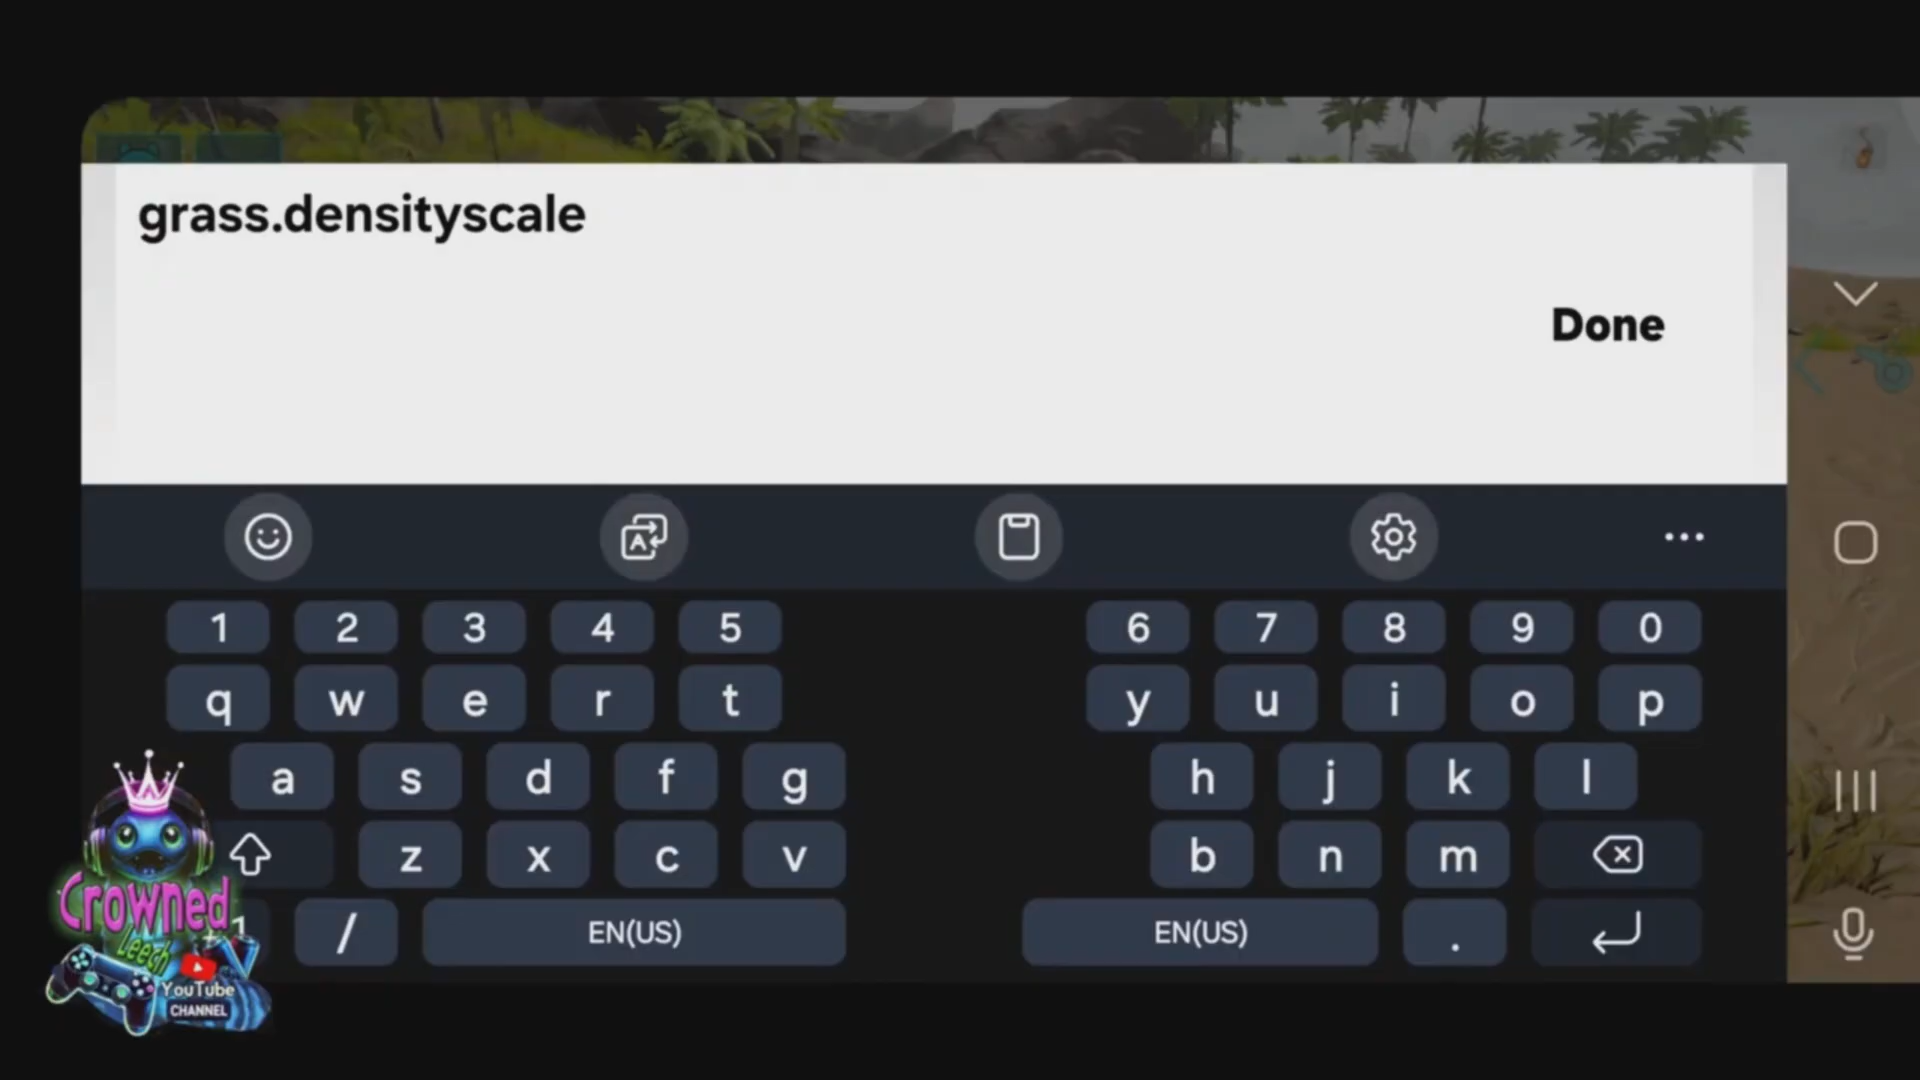 grass.densityscale
Done
1 2 3 4 5 6 7 8 9 0
q w e r t y u i o p
a s d f g h j k l
z x c v b n m
/ EN(US) EN(US) .
Crowned
Leech
YouTube
CHANNEL